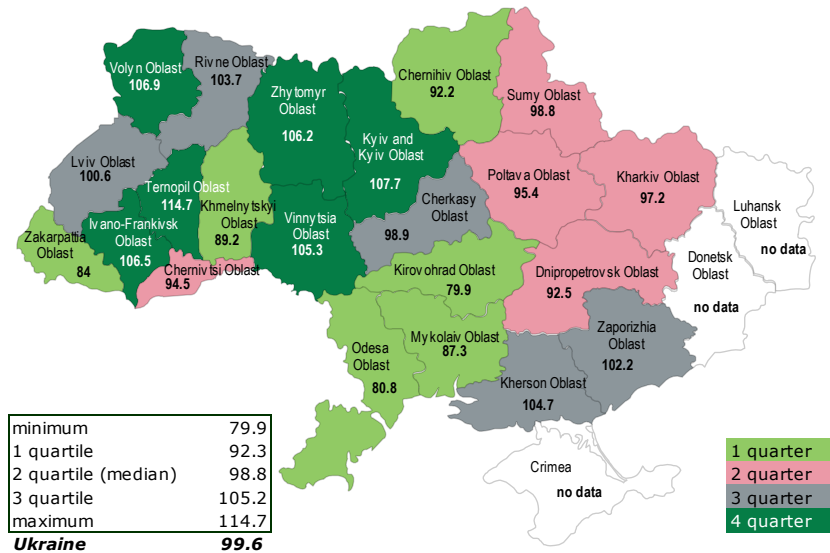 Volyn Oblast
106.9
Rivne Oblast
103.7
Zhytomyr
Oblast
106.2
Kyiv and
Kyiv Oblast
107.7
Chernihiv Oblast
92.2
Sumy Oblast
98.8
Lviv Oblast
100.6
Ternopil Oblast
114.7
Khmelnytskyi
Oblast
89.2
Vinnytsia
Oblast
105.3
Cherkasy
Oblast
98.9
Poltava Oblast
95.4
Kharkiv Oblast
97.2
Luhansk
Oblast
no data
Zakarpattia
Oblast
84
Ivano-Frankivsk
Oblast
106.5
Chernivtsi Oblast
94.5
Kirovohrad Oblast
79.9
Dnipropetrovsk Oblast
92.5
Donetsk
Oblast
no data
Odesa
Oblast
80.8
Mykolaiv Oblast
87.3
Zaporizhia
Oblast
102.2
Kherson Oblast
104.7
Crimea
no data
minimum 79.9
1 quartile 92.3
2 quartile (median) 98.8
3 quartile 105.2
maximum 114.7
Ukraine 99.6
1 quarter
2 quarter
3 quarter
4 quarter